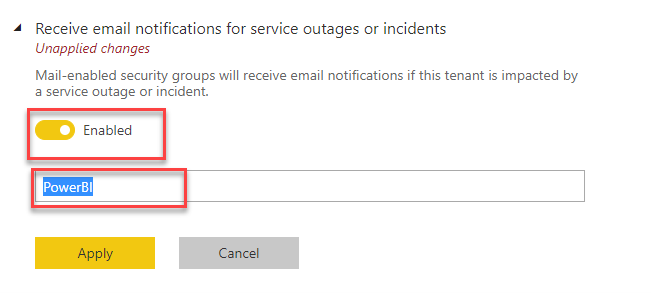 Receive email notifications for service outages or incidents
Unapplied changes
Mail-enabled security groups will receive email notifications if this tenant is impacted by
a service outage or incident.
Enabled
PowerBI
Apply Cancel